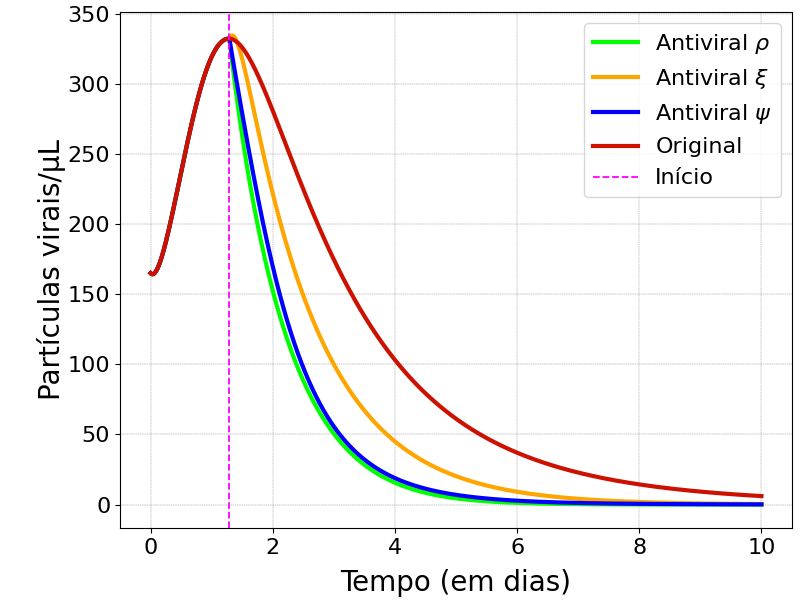 350
300
250
200
150
100
50
0
Partículas virais/μL
Antiviral ρ
Antiviral ξ
Antiviral ψ
Original
Início
0 2 4 6 8 10
Tempo (em dias)